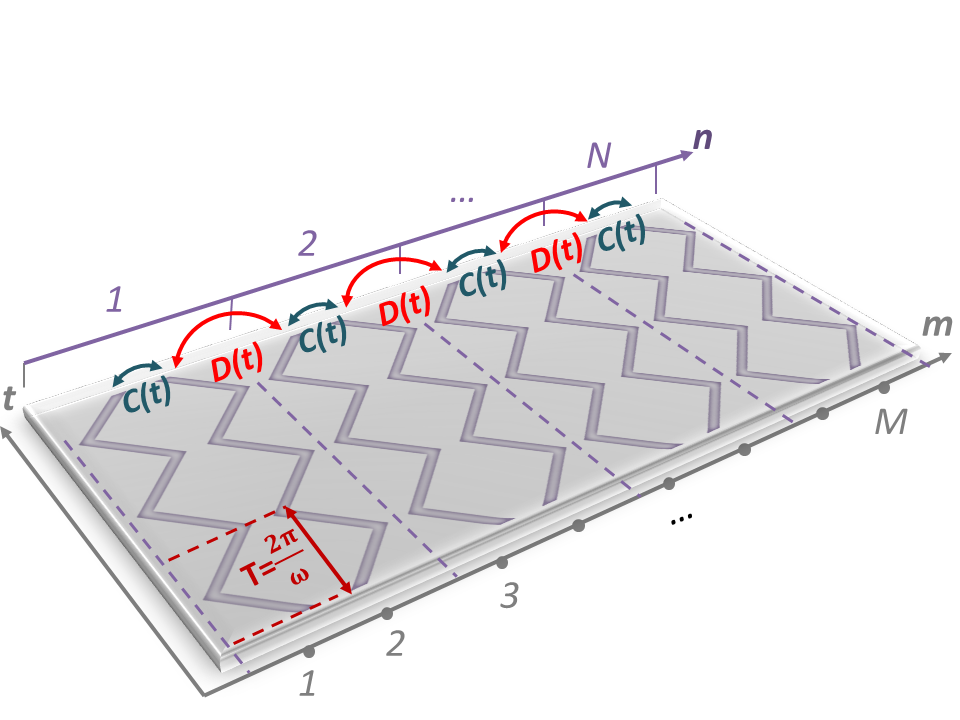 n
N
...
2
1
C(t)
D(t)
C(t)
D(t)
C(t)
D(t)
C(t)
t
m
M
...
3
2
1
T=2π/ω